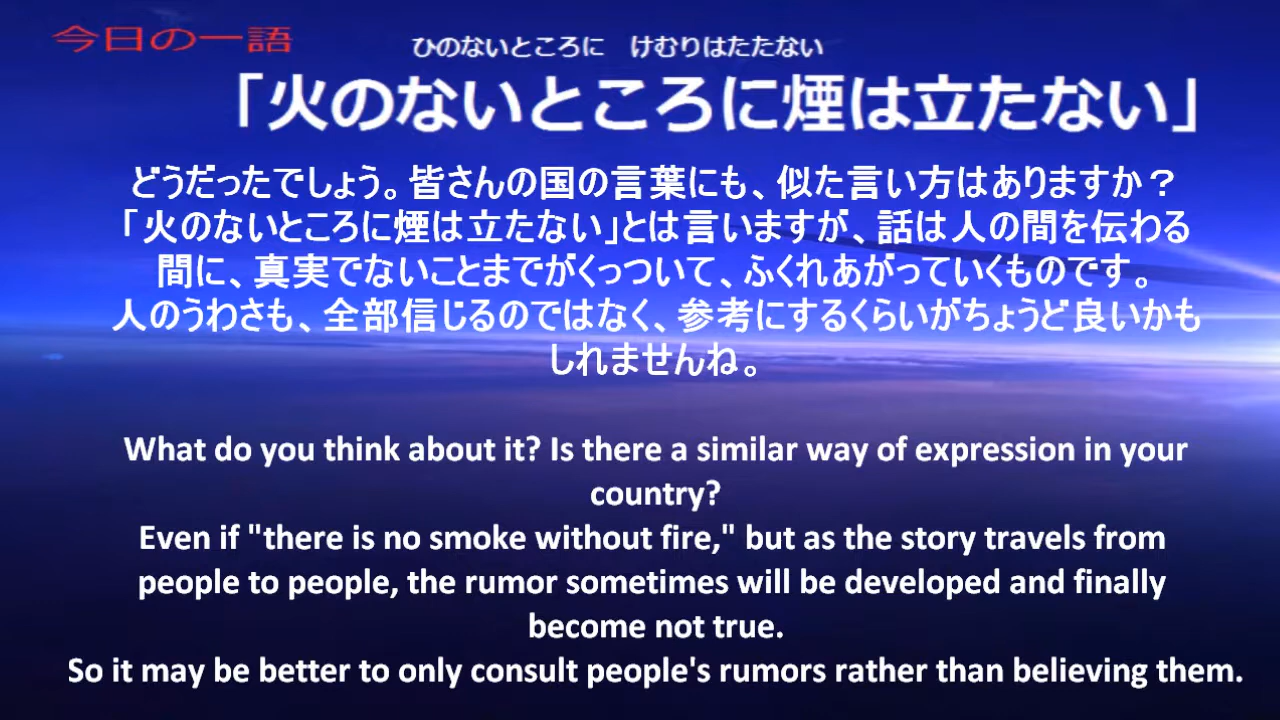 今日の一語
ひのないところに　けむりはたたない
「火のないところに煙は立たない」
どうだったでしょう。皆さんの国の言葉にも、似た言い方はありますか？
「火のないところに煙は立たない」とは言いますが、話は人の間を伝わる
間に、真実でないことまでがくっついて、ふくれあがっていくものです。
人のうわさも、全部信じるのではなく、参考にするくらいがちょうど良いかも
しれませんね。
What do you think about it? Is there a similar way of expression in your
country?
Even if "there is no smoke without fire," but as the story travels from
people to people, the rumor sometimes will be developed and finally
become not true.
So it may be better to only consult people's rumors rather than believing them.